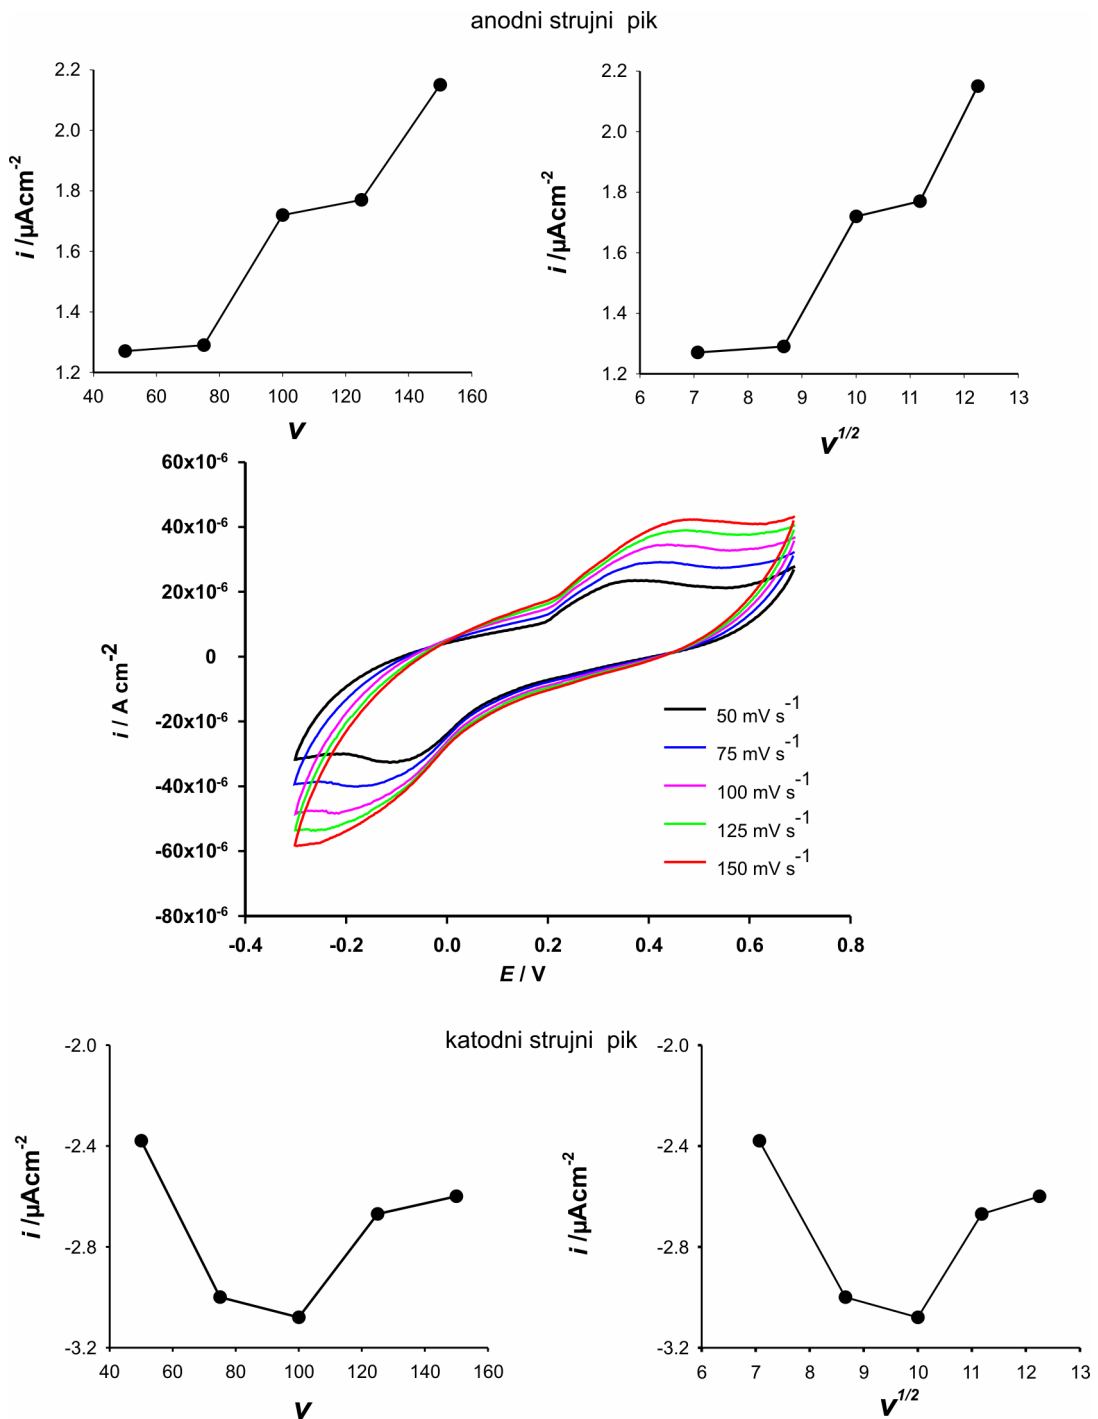 anodni strujni pik
2.2
2.0
1.8
1.6
1.4
1.2
i /µAcm-2
40 60 80 100 120 140 160
v
2.2
2.0
1.8
1.6
1.4
1.2
i /µAcm-2
6 7 8 9 10 11 12 13
v1/2
60x10-6
40x10-6
20x10-6
0
-20x10-6
-40x10-6
-60x10-6
-80x10-6
i / A cm-2
50 mV s-1
75 mV s-1
100 mV s-1
125 mV s-1
150 mV s-1
-0.4 -0.2 0.0 0.2 0.4 0.6 0.8
E / V
katodni strujni pik
-2.0
-2.4
-2.8
-3.2
i /µAcm-2
40 60 80 100 120 140 160
v
-2.0
-2.4
-2.8
-3.2
i /µAcm-2
6 7 8 9 10 11 12 13
v1/2